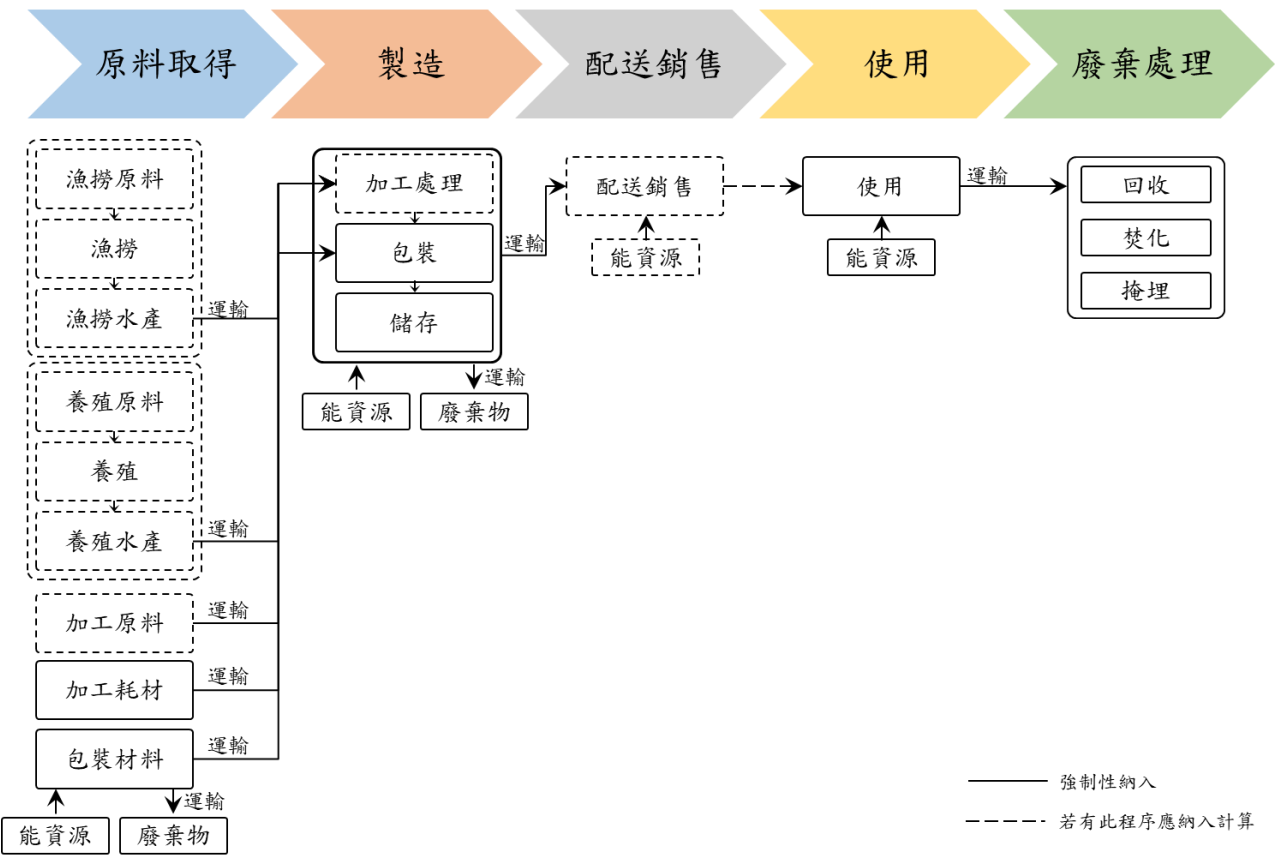 原料取得
製造
配送銷售
使用
廢棄處理
漁撈原料
漁撈
漁撈水產
運輸
養殖原料
養殖
養殖水產
運輸
加工原料
運輸
加工耗材
運輸
包裝材料
運輸
運輸
能資源
廢棄物
加工處理
包裝
儲存
運輸
運輸
能資源
廢棄物
配送銷售
能資源
使用
能資源
運輸
回收
焚化
掩埋
強制性納入
若有此程序應納入計算